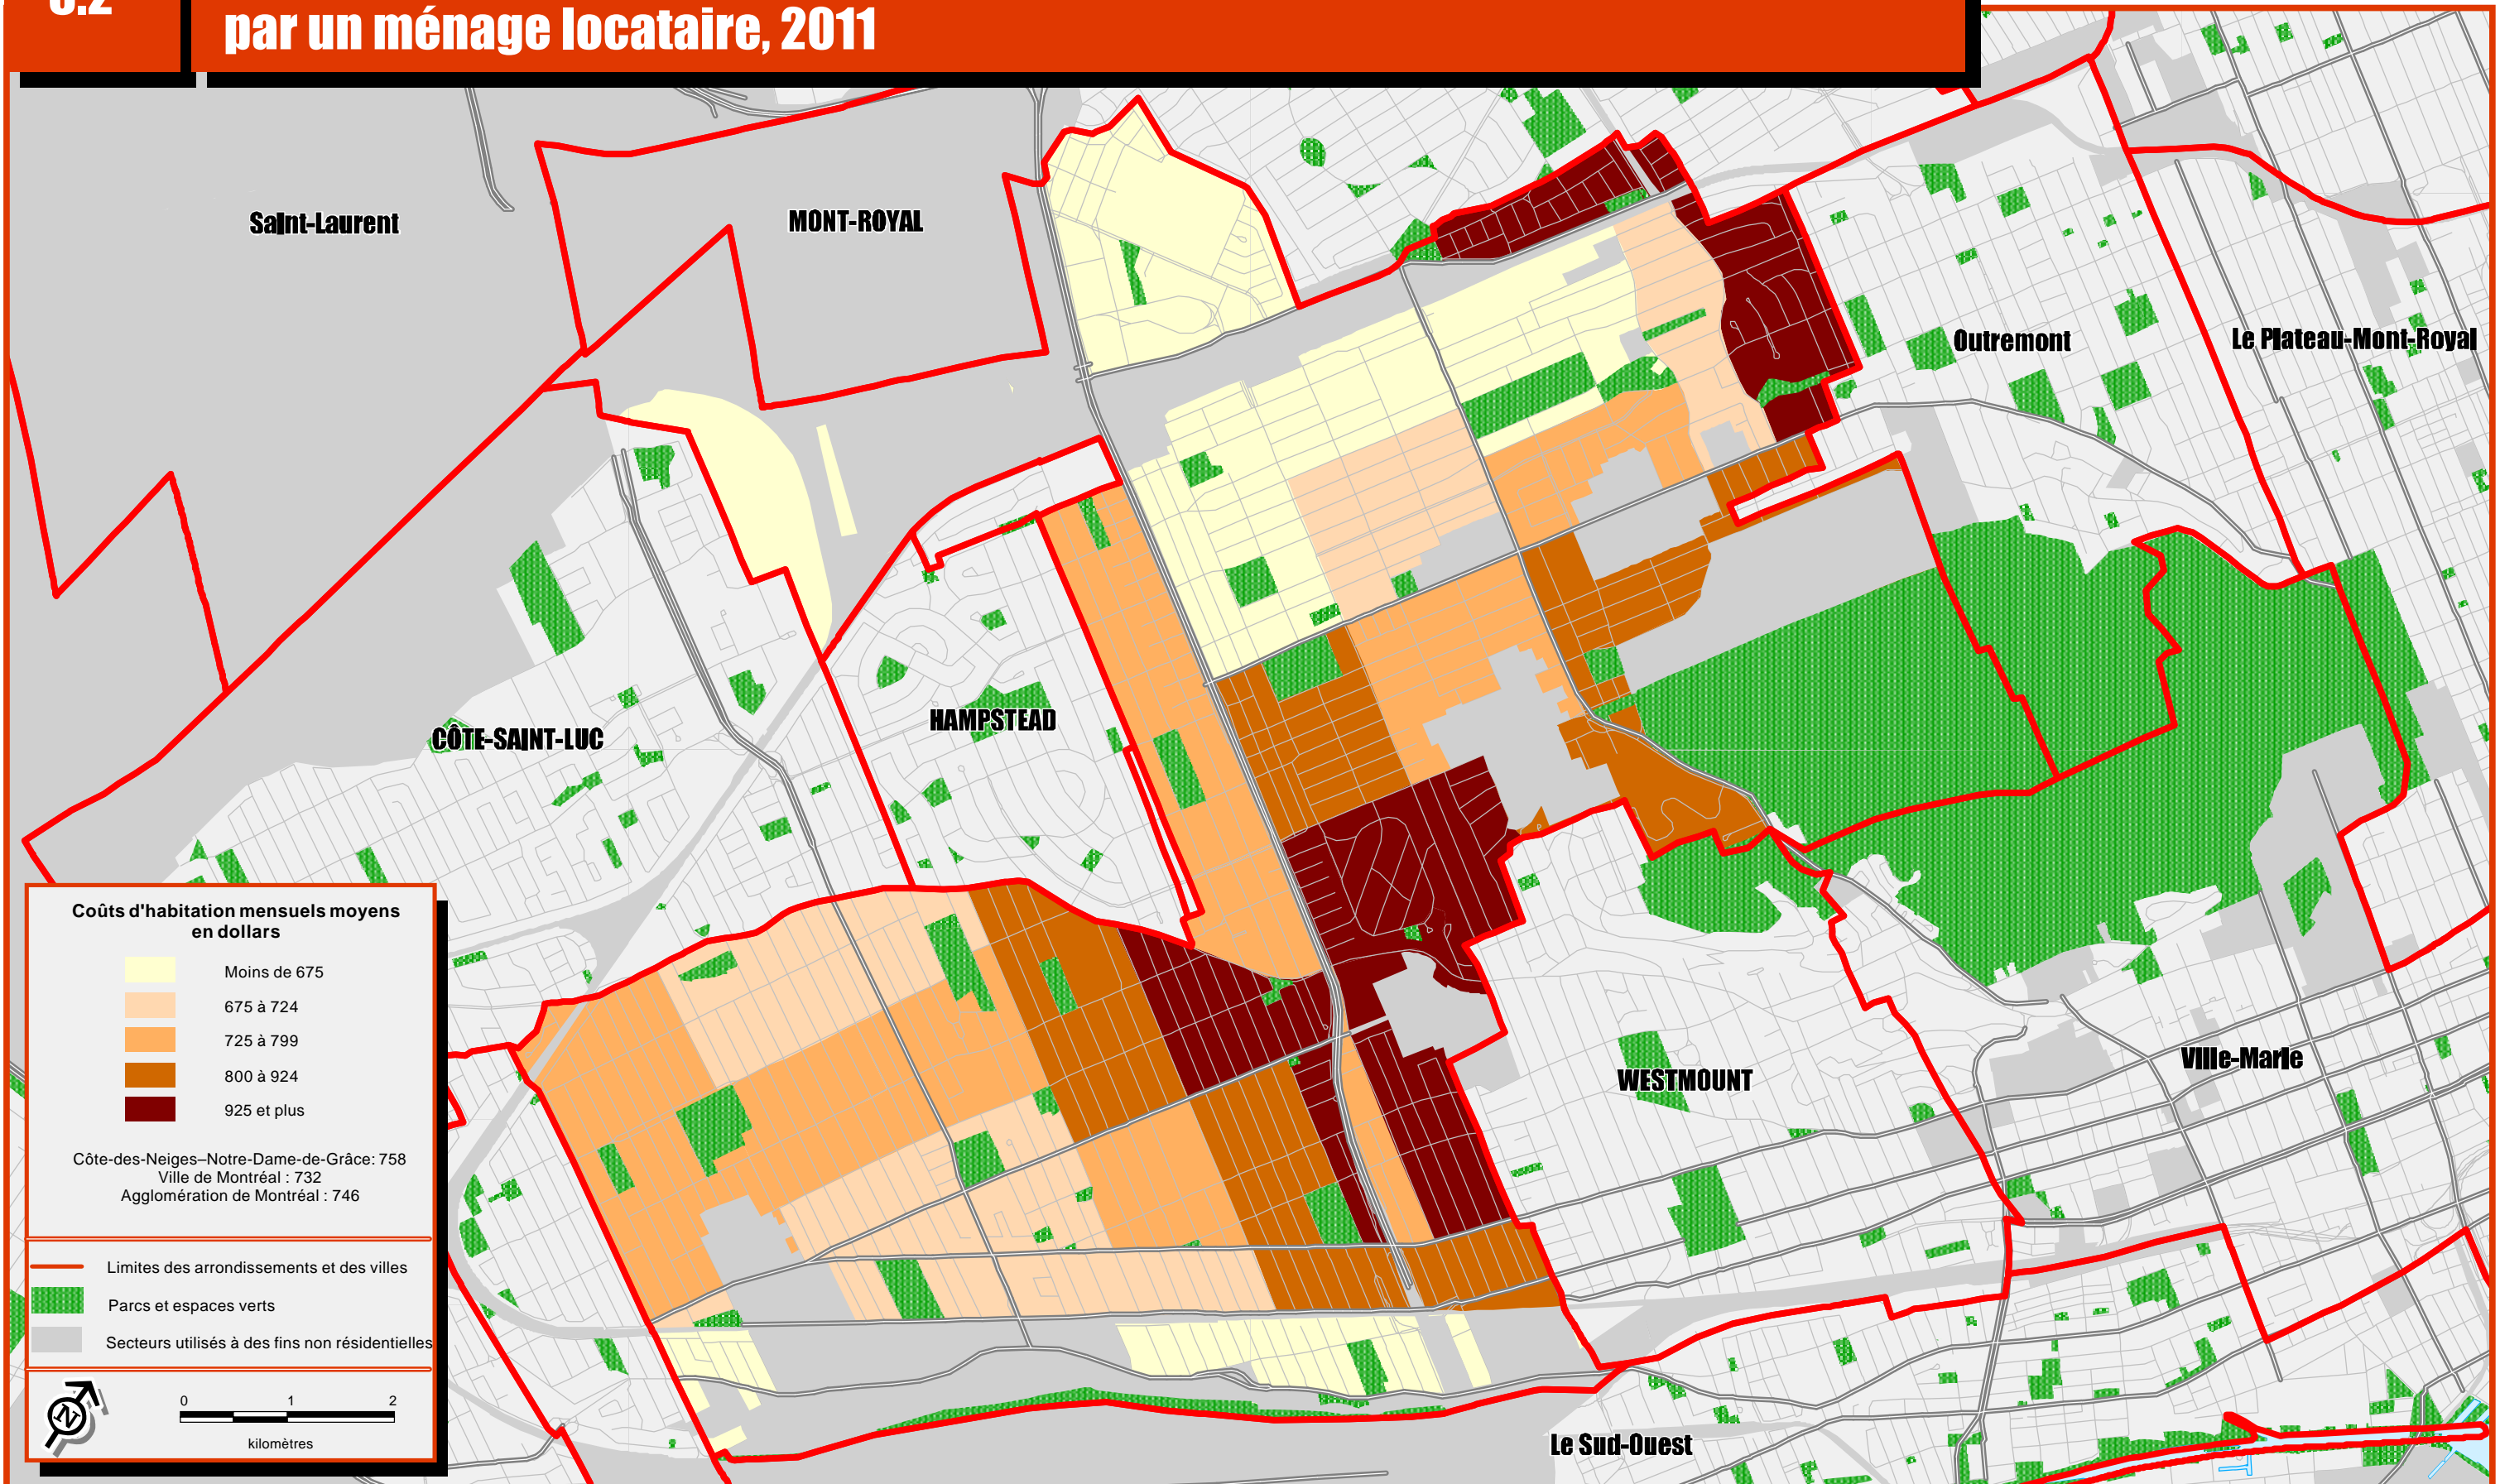 par un ménage locataire, 2011
Saint-Laurent
MONT-ROYAL
Outremont
Le Plateau-Mont-Royal
CÔTE-SAINT-LUC
HAMPSTEAD
WESTMOUNT
Ville-Marie
Le Sud-Ouest
Coûts d'habitation mensuels moyens
en dollars
Moins de 675
675 à 724
725 à 799
800 à 924
925 et plus
Côte-des-Neiges–Notre-Dame-de-Grâce: 758
Ville de Montréal : 732
Agglomération de Montréal : 746
Limites des arrondissements et des villes
Parcs et espaces verts
Secteurs utilisés à des fins non résidentielles
N
0 1 2
kilomètres